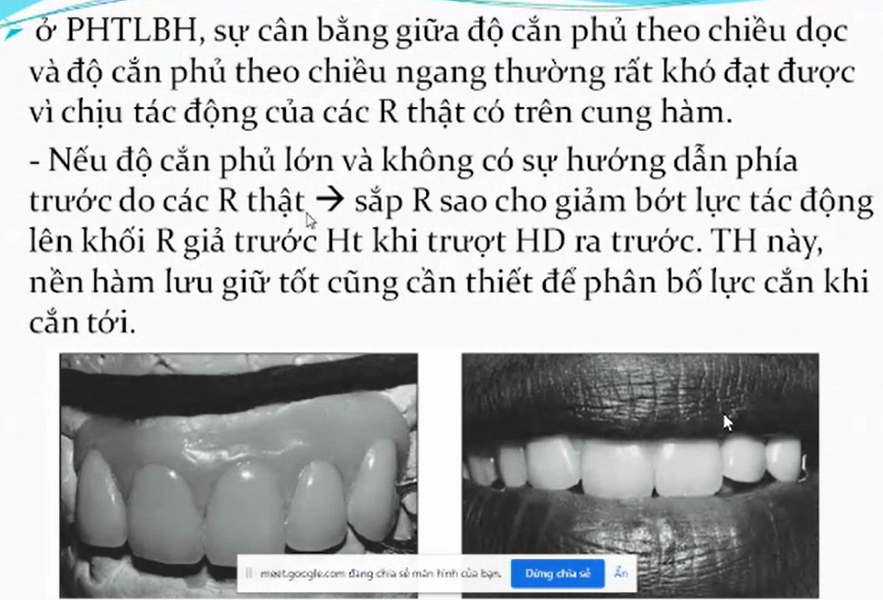 ở PHTLBH, sự cân bằng giữa độ cắn phủ theo chiều dọc
và độ cắn phủ theo chiều ngang thường rất khó đạt được
vì chịu tác động của các R thật có trên cung hàm.
- Nếu độ cắn phủ lớn và không có sự hướng dẫn phía
trước do các R thật → sắp R sao cho giảm bớt lực tác động
lên khối R giả trước Ht khi trượt HD ra trước. TH này,
nền hàm lưu giữ tốt cũng cần thiết để phân bố lực cắn khi
cắn tới.
meet.google.com đang chia sẻ màn hình của bạn. Dừng chia sẻ Ẩn